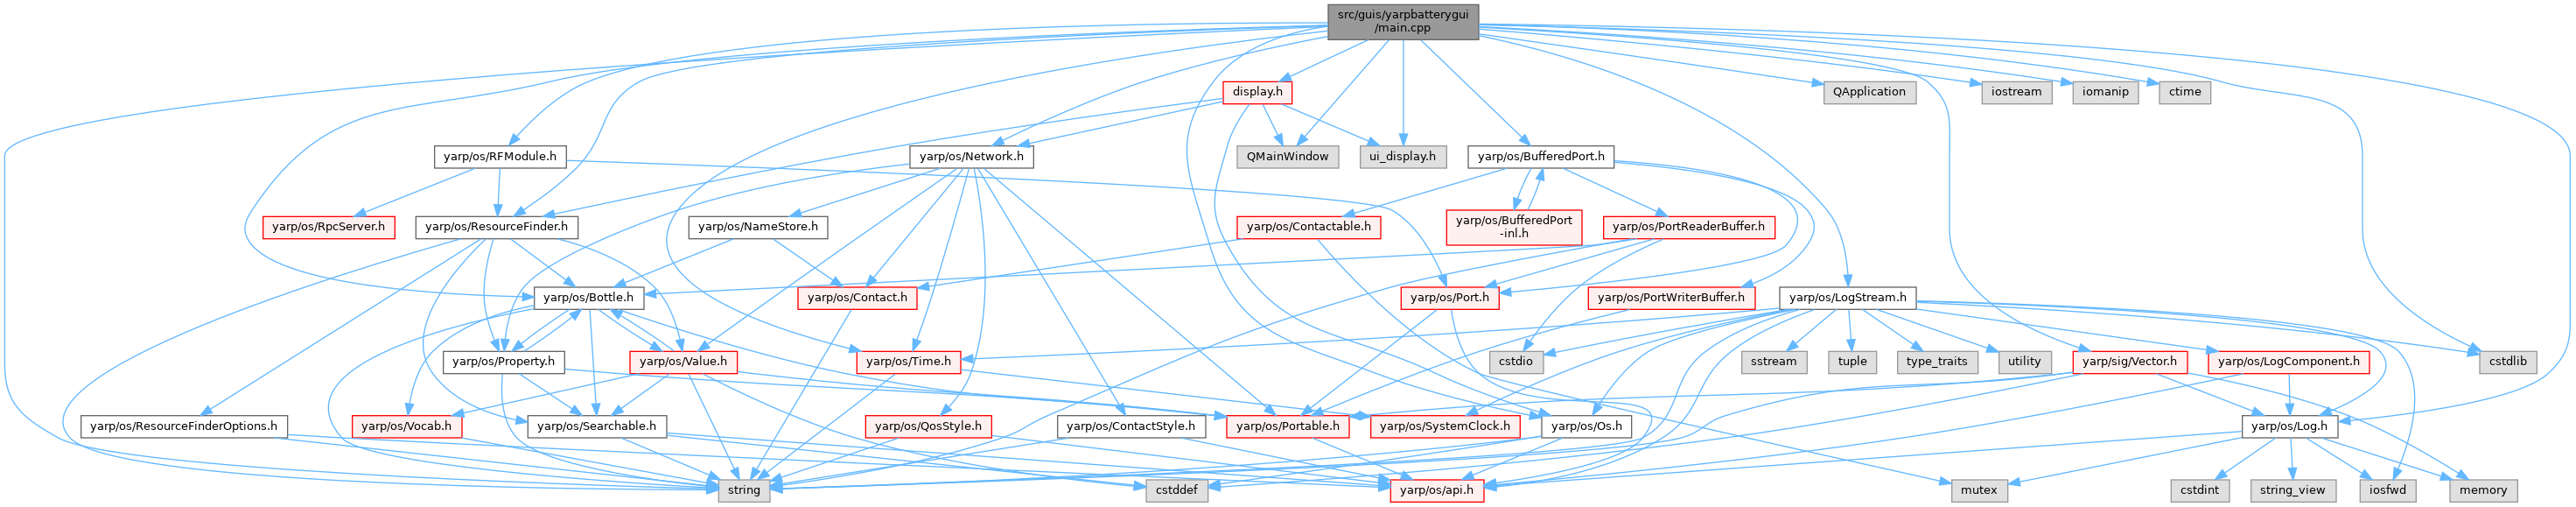 src/guis/yarpbatterygui
/main.cpp
display.h
QApplication
iostream
iomanip
ctime
yarp/os/RFModule.h
yarp/os/Network.h
QMainWindow
ui_display.h
yarp/os/BufferedPort.h
yarp/os/RpcServer.h
yarp/os/ResourceFinder.h
yarp/os/NameStore.h
yarp/os/Contactable.h
yarp/os/BufferedPort
-inl.h
yarp/os/PortReaderBuffer.h
yarp/os/Bottle.h
yarp/os/Contact.h
yarp/os/Port.h
yarp/os/PortWriterBuffer.h
yarp/os/LogStream.h
yarp/os/Property.h
yarp/os/Value.h
yarp/os/Time.h
cstdio
sstream
tuple
type_traits
utility
yarp/sig/Vector.h
yarp/os/LogComponent.h
cstdlib
yarp/os/ResourceFinderOptions.h
yarp/os/Vocab.h
yarp/os/Searchable.h
yarp/os/QosStyle.h
yarp/os/ContactStyle.h
yarp/os/Portable.h
yarp/os/SystemClock.h
yarp/os/Os.h
yarp/os/Log.h
string
cstddef
yarp/os/api.h
mutex
cstdint
string_view
iosfwd
memory